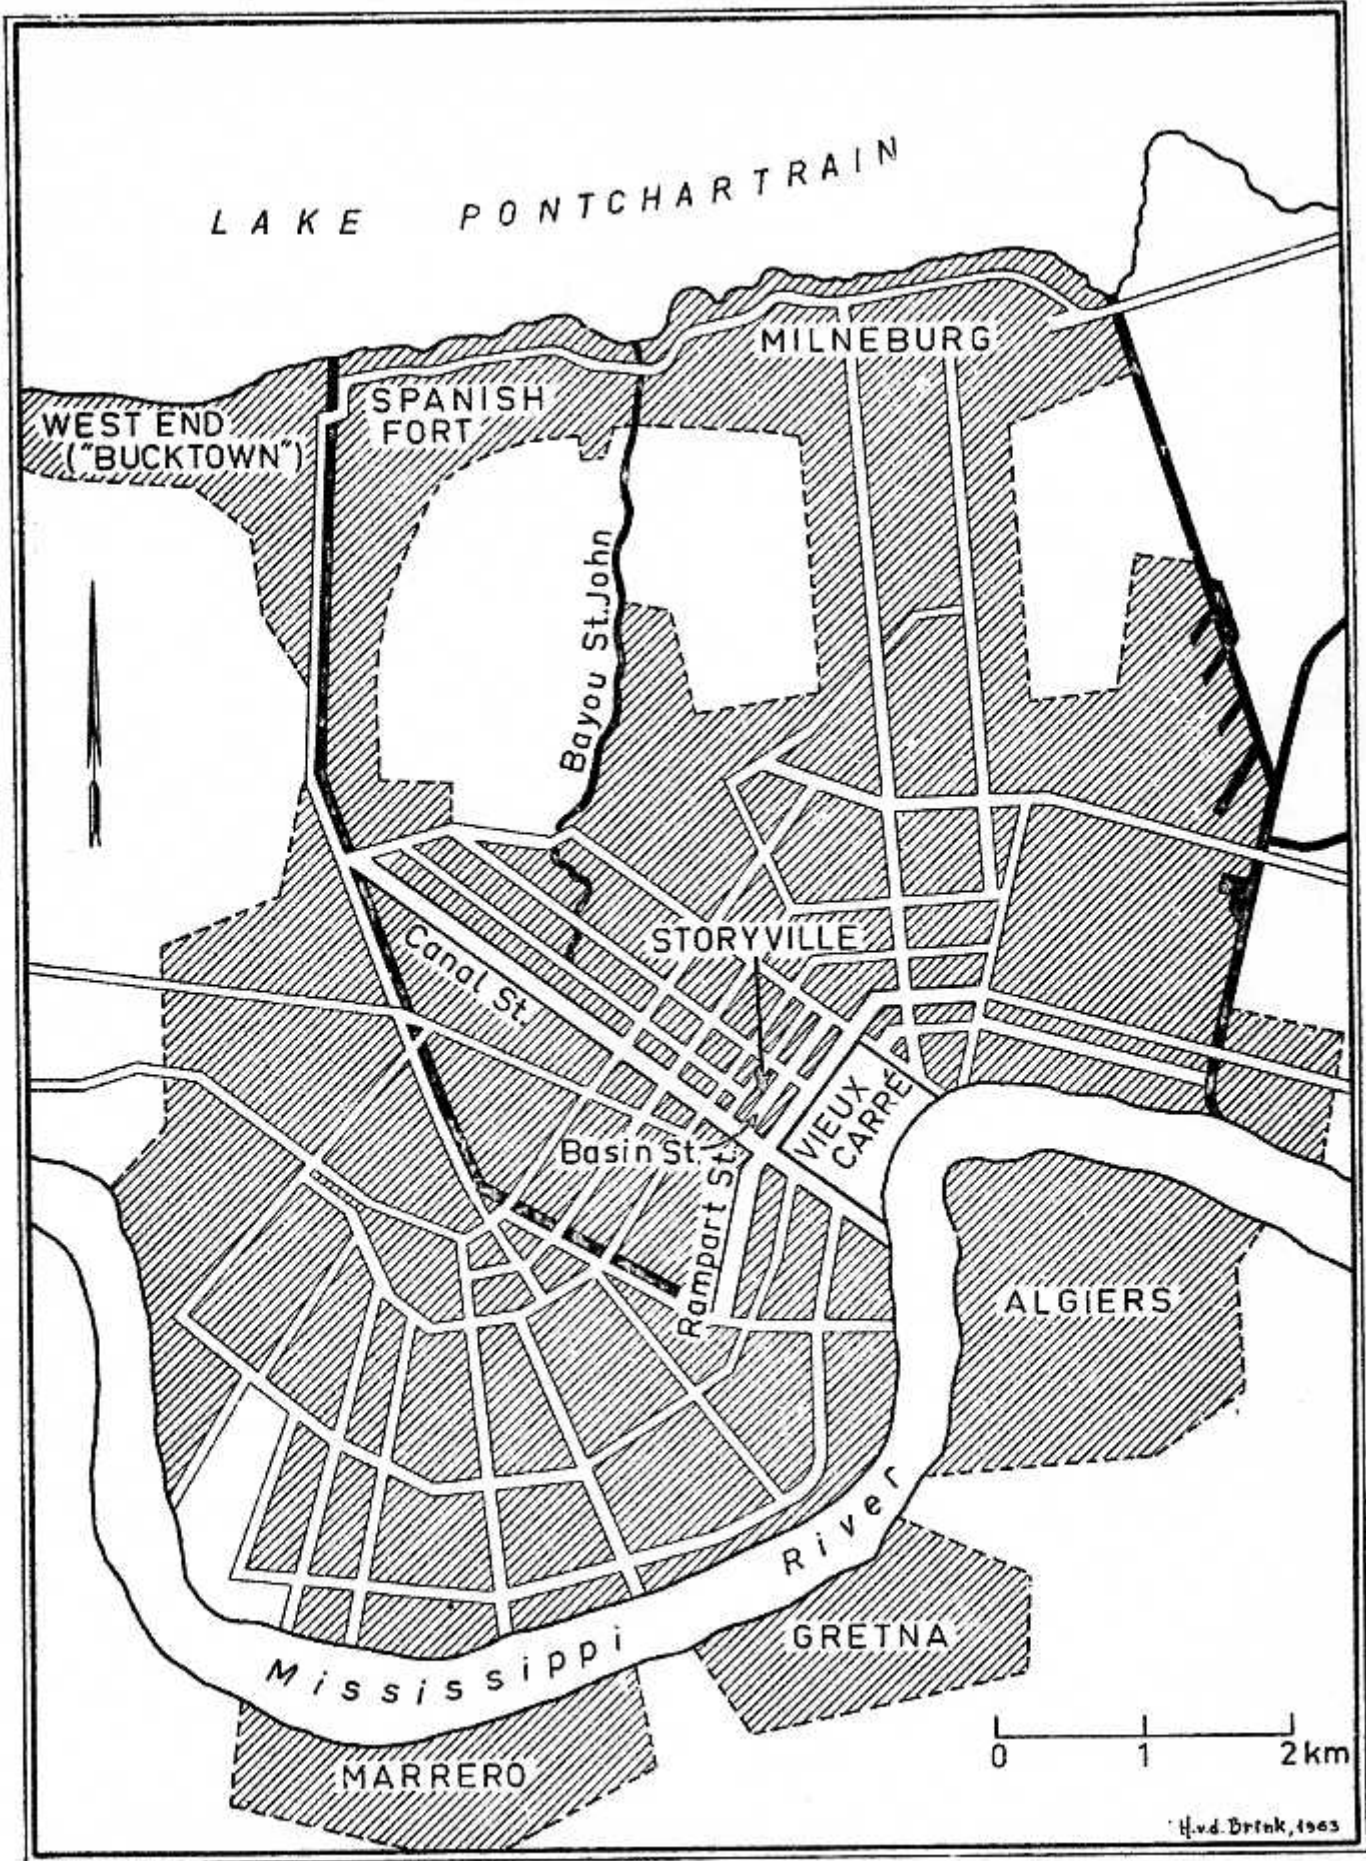 LAKE PONTCHARTRAIN
MILNEBURG
SPANISH
FORT
WEST END
("BUCKTOWN")
Bayou St.John
STORYVILLE
Canal St.
VIEUX
CARRÉ
Basin St.
Rampart St.
ALGIERS
Mississippi River
GRETNA
MARRERO
0 1 2 km
H.v.d. Brink, 1963